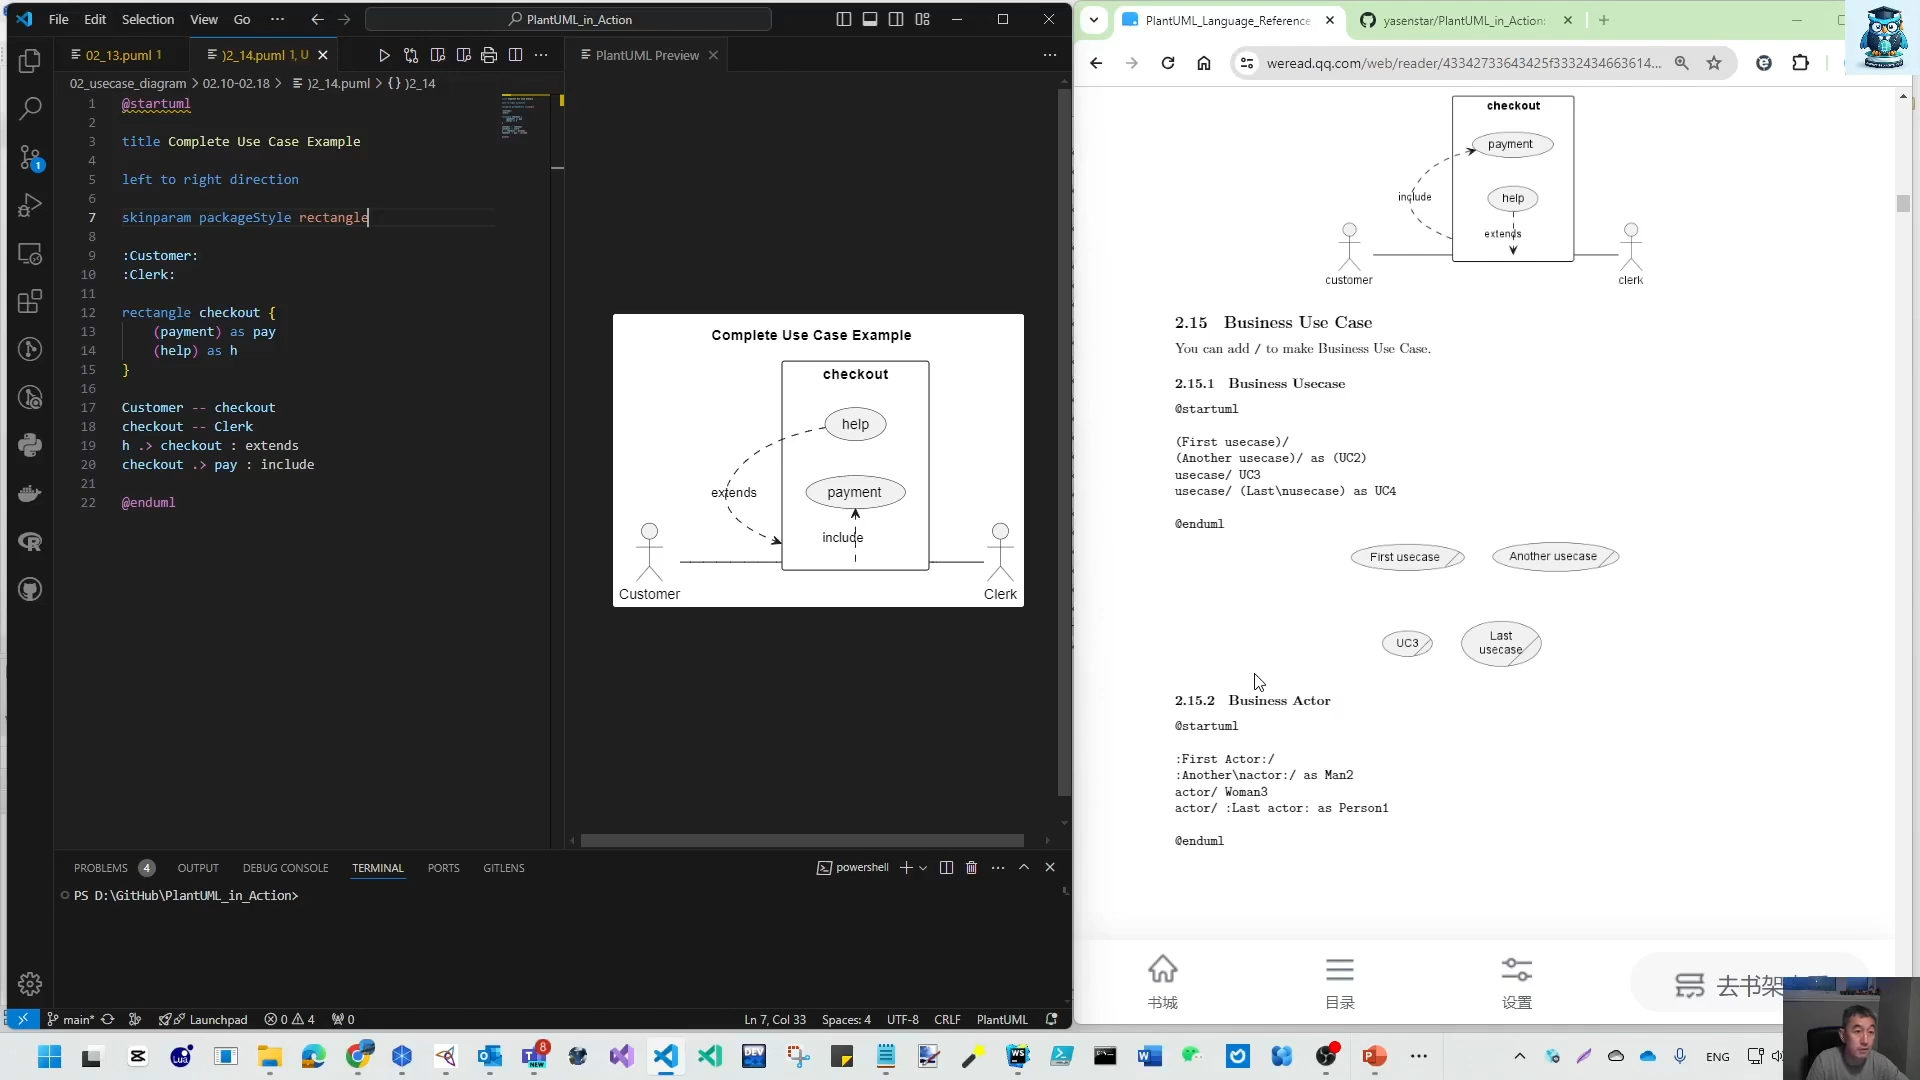 File Edit Selection View Go ··· PlantUML_in_Action
02_13.puml 1 )2_14.puml 1, U
02_usecase_diagram > 02.10-02.18 > )2_14.puml > {} )2_14
1 @startuml
2
3 title Complete Use Case Example
4
5 left to right direction
6
7 skinparam packageStyle rectangle
8
9 :Customer:
10 :Clerk:
11
12 rectangle checkout {
13 (payment) as pay
14 (help) as h
15 }
16
17 Customer -- checkout
18 checkout -- Clerk
19 h .> checkout : extends
20 checkout .> pay : include
21
22 @enduml
PlantUML Preview
Complete Use Case Example
checkout
help
extends
payment
include
Customer
Clerk
PROBLEMS 4 OUTPUT DEBUG CONSOLE TERMINAL PORTS GITLENS
powershell
PS D:\GitHub\PlantUML_in_Action>
main* Launchpad 0 4 0
Ln 7, Col 33 Spaces: 4 UTF-8 CRLF PlantUML
1
PlantUML_Language_Reference
yasenstar/PlantUML_in_Action:
weread.qq.com/web/reader/43342733643425f3332434663614...
checkout
payment
include
help
extends
customer
clerk
2.15 Business Use Case
You can add / to make Business Use Case.
2.15.1 Business Usecase
@startuml
(First usecase)/
(Another usecase)/ as (UC2)
usecase/ UC3
usecase/ (Last\nusecase) as UC4
@enduml
First usecase
Another usecase
UC3
Last
usecase
2.15.2 Business Actor
@startuml
:First Actor:/
:Another\nactor:/ as Man2
actor/ Woman3
actor/ :Last actor: as Person1
@enduml
书城
目录
设置
去书架
Lua
8
NEW
DEV
WS
ENG